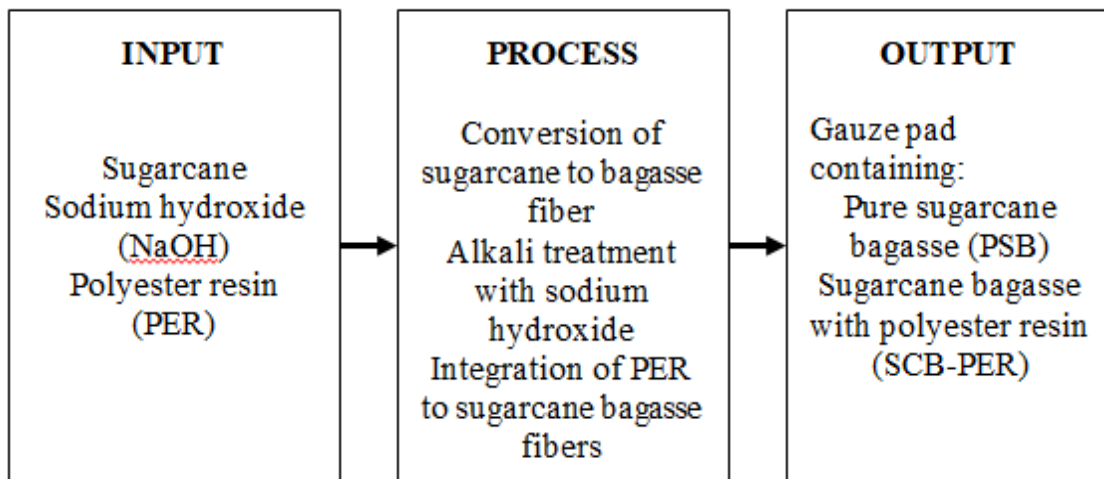 INPUT
Sugarcane
Sodium hydroxide
(NaOH)
Polyester resin
(PER)
PROCESS
Conversion of
sugarcane to bagasse
fiber
Alkali treatment
with sodium
hydroxide
Integration of PER
to sugarcane bagasse
fibers
OUTPUT
Gauze pad
containing:
Pure sugarcane
bagasse (PSB)
Sugarcane bagasse
with polyester resin
(SCB-PER)